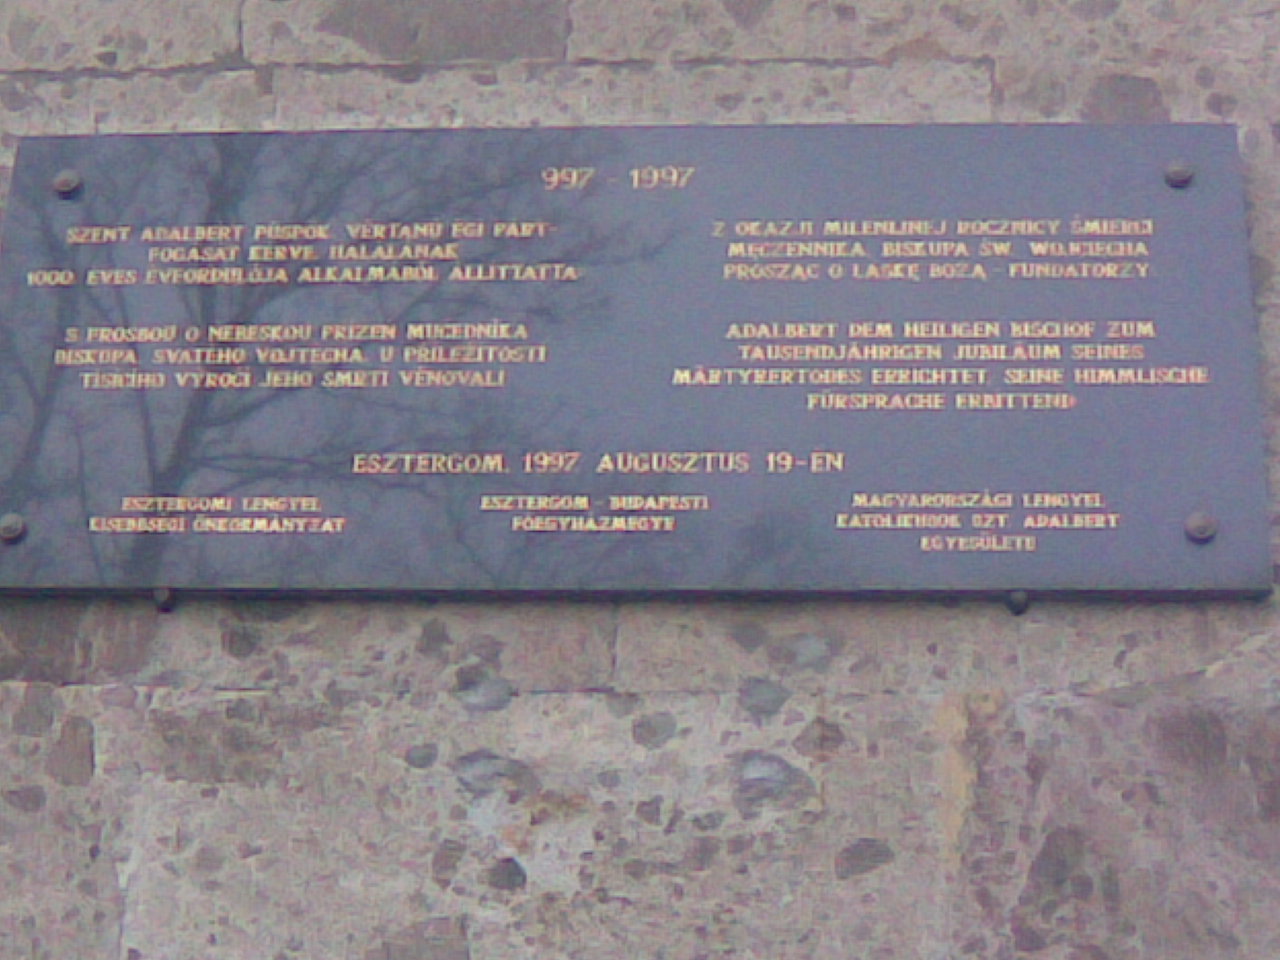 997 - 1997
SZENT ADALBERT PÜSPÖK VÉRTANÚ ÉGI PÁRT-
FOGÁSÁT KÉRVE HALÁLÁNAK
1000. ÉVES ÉVFORDULÓJA ALKALMÁBÓL ÁLLÍTTATTA
S PROSBOU O NEBESKOU PŘÍZEN MUČEDNÍKA
BISKUPA SVATÉHO VOJTĚCHA U PŘÍLEŽITOSTI
TISÍCÍHO VÝROČÍ JEHO SMRTI VĚNOVALI
Z OKAZJI MILENIJNEJ ROCZNICY ŚMIERCI
MĘCZENNIKA BISKUPA ŚW. WOJCIECHA
PROSZĄC O ŁASKĘ BOŻĄ - FUNDATORZY
ADALBERT DEM HEILIGEN BISCHOF ZUM
TAUSENDJÄHRIGEN JUBILÄUM SEINES
MÄRTYRERTODES ERRICHTET SEINE HIMMLISCHE
FÜRSPRACHE ERBITTEND
ESZTERGOM. 1997 AUGUSZTUS 19-ÉN
ESZTERGOMI LENGYEL
KISEBBSÉGI ÖNKORMÁNYZAT
ESZTERGOM - BUDAPESTI
FŐEGYHÁZMEGYE
MAGYARORSZÁGI LENGYEL
KATOLIKUSOK SZT. ADALBERT
EGYESÜLETE